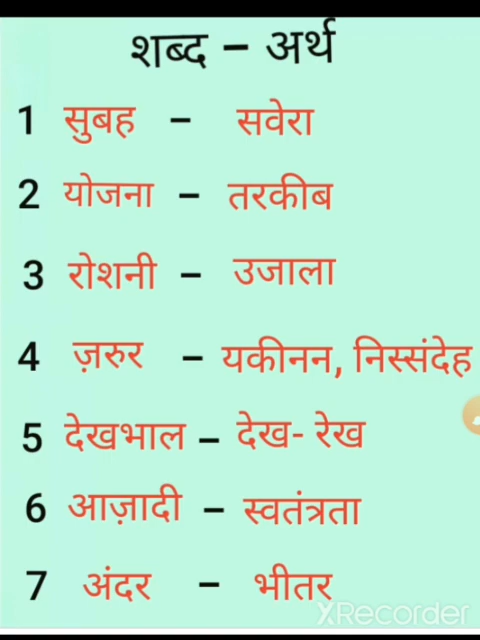 शब्द – अर्थ
1 सुबह – सवेरा
2 योजना – तरकीब
3 रोशनी – उजाला
4 ज़रुर – यकीनन, निस्संदेह
5 देखभाल – देख- रेख
6 आज़ादी – स्वतंत्रता
7 अंदर – भीतर
XRecorder